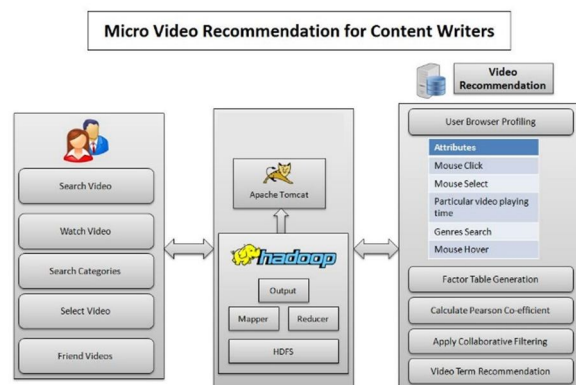 Micro Video Recommendation for Content Writers
Search Video
Watch Video
Search Categories
Select Video
Friend Videos
Apache Tomcat
hadoop
Output
Mapper
Reducer
HDFS
Video
Recommendation
User Browser Profiling
Attributes
Mouse Click
Mouse Select
Particular video playing
time
Genres Search
Mouse Hover
Factor Table Generation
Calculate Pearson Co-efficient
Apply Collaborative Filtering
Video Term Recommendation